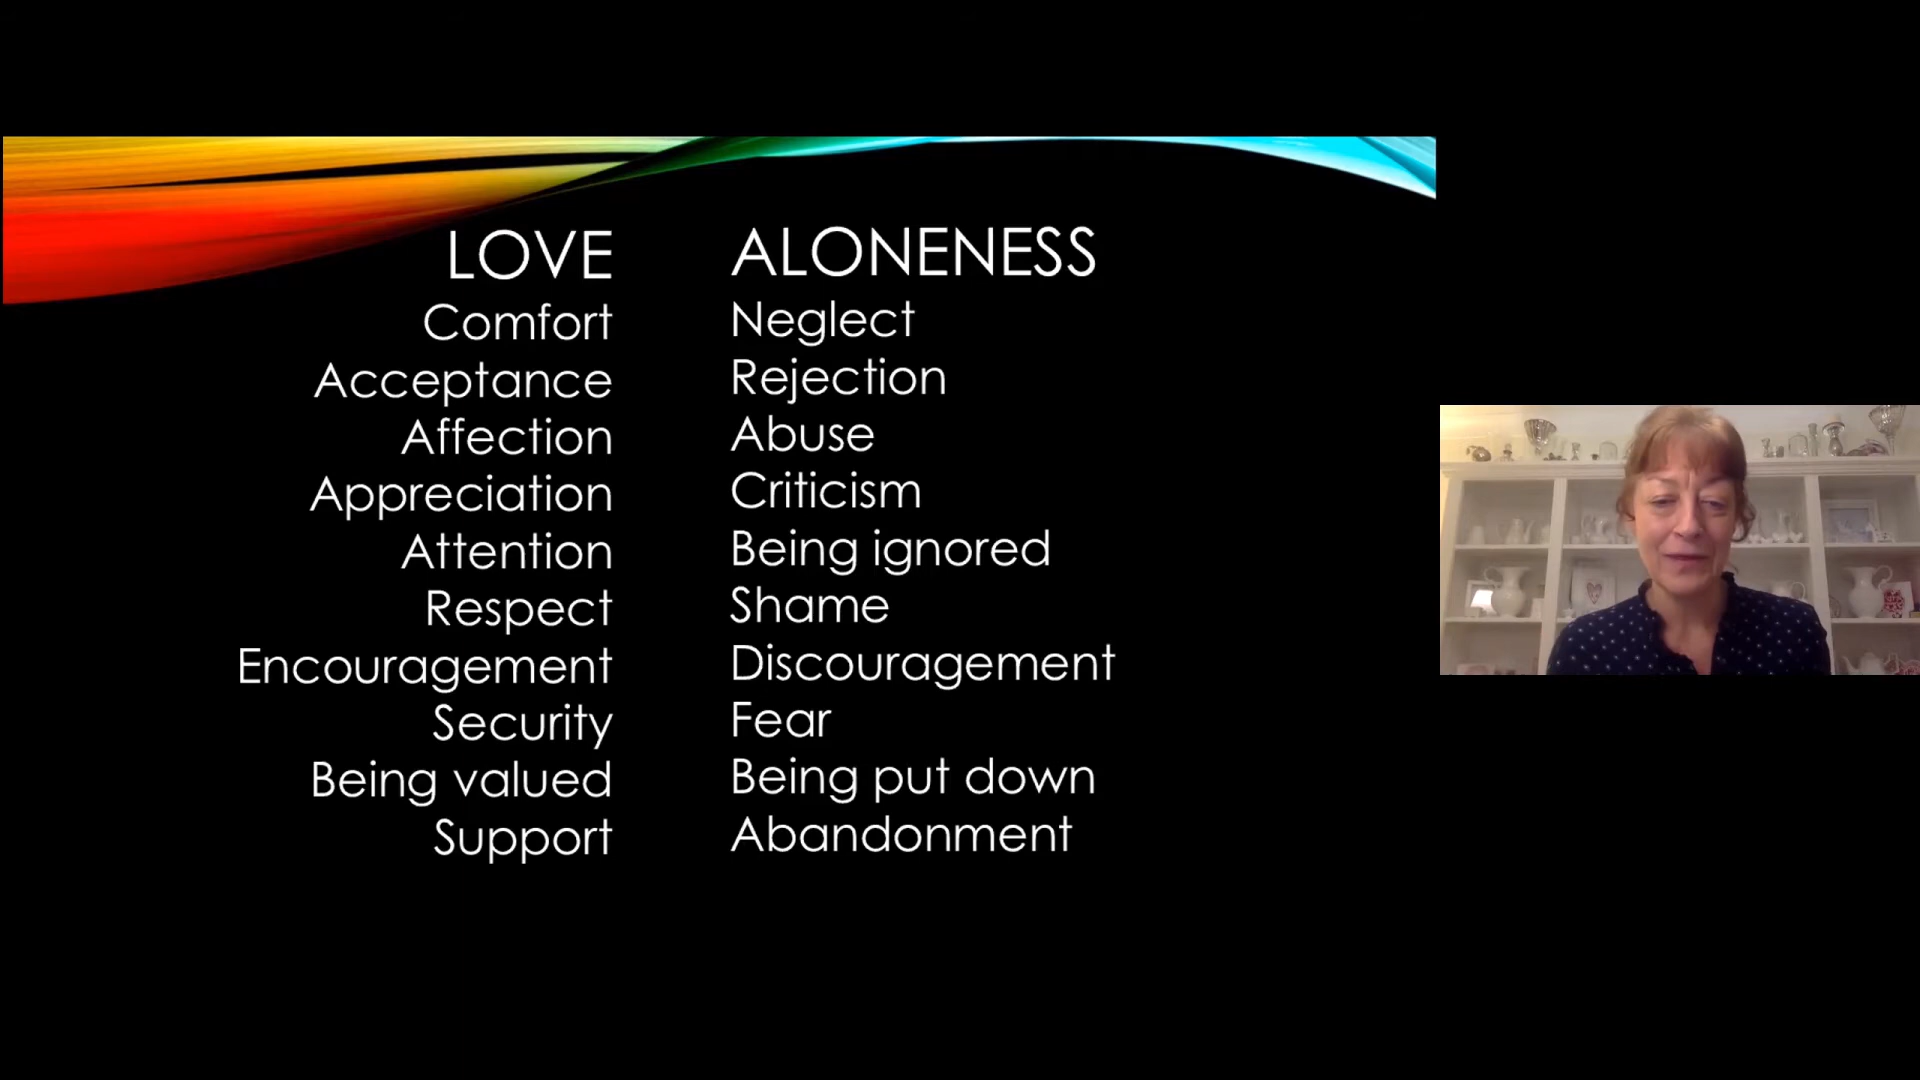 LOVE
Comfort
Acceptance
Affection
Appreciation
Attention
Respect
Encouragement
Security
Being valued
Support
ALONENESS
Neglect
Rejection
Abuse
Criticism
Being ignored
Shame
Discouragement
Fear
Being put down
Abandonment